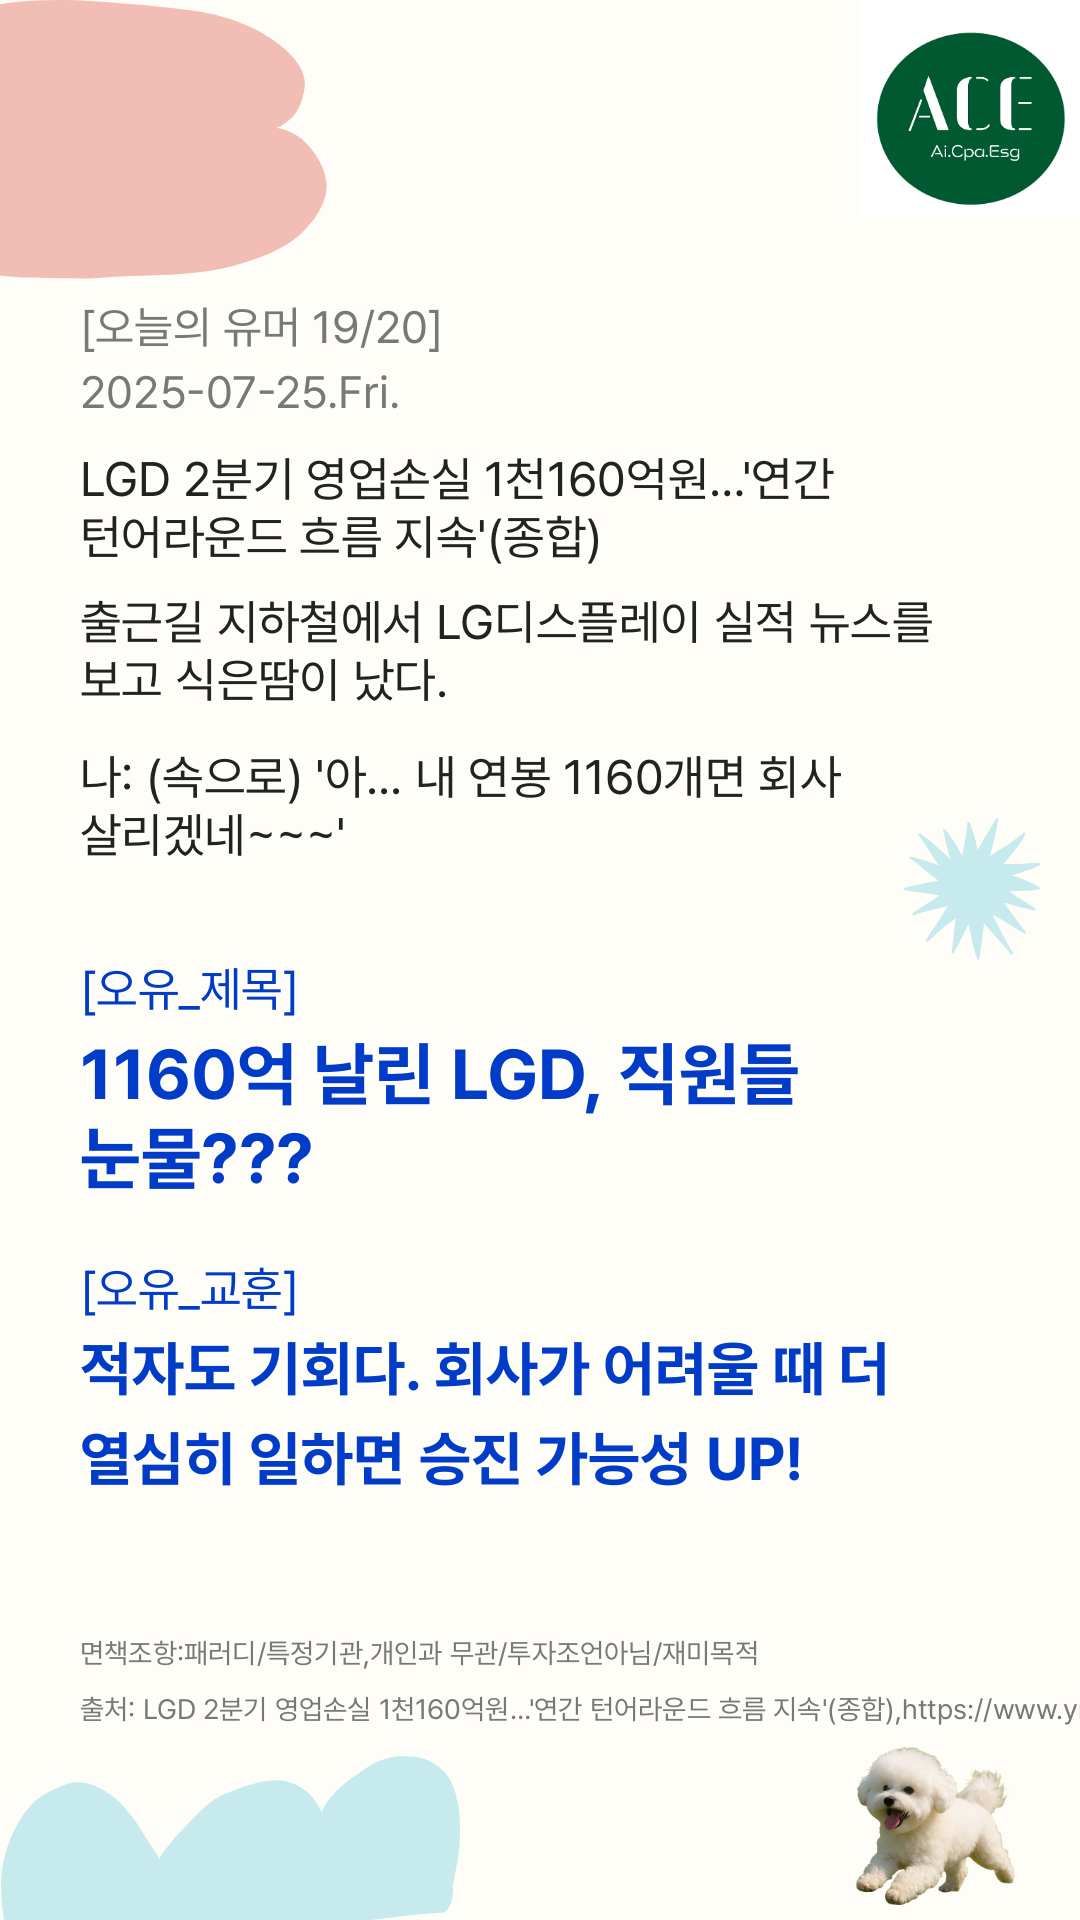 ACE
Ai.Cpa.Esg
[오늘의 유머 19/20]
2025-07-25.Fri.
LGD 2분기 영업손실 1천160억원...'연간
턴어라운드 흐름 지속'(종합)
출근길 지하철에서 LG디스플레이 실적 뉴스를
보고 식은땀이 났다.
나: (속으로) '아... 내 연봉 1160개면 회사
살리겠네~~~'
[오유_제목]
1160억 날린 LGD, 직원들
눈물???
[오유_교훈]
적자도 기회다. 회사가 어려울 때 더
열심히 일하면 승진 가능성 UP!
면책조항:패러디/특정기관,개인과 무관/투자조언아님/재미목적
출처: LGD 2분기 영업손실 1천160억원...'연간 턴어라운드 흐름 지속'(종합),https://www.y